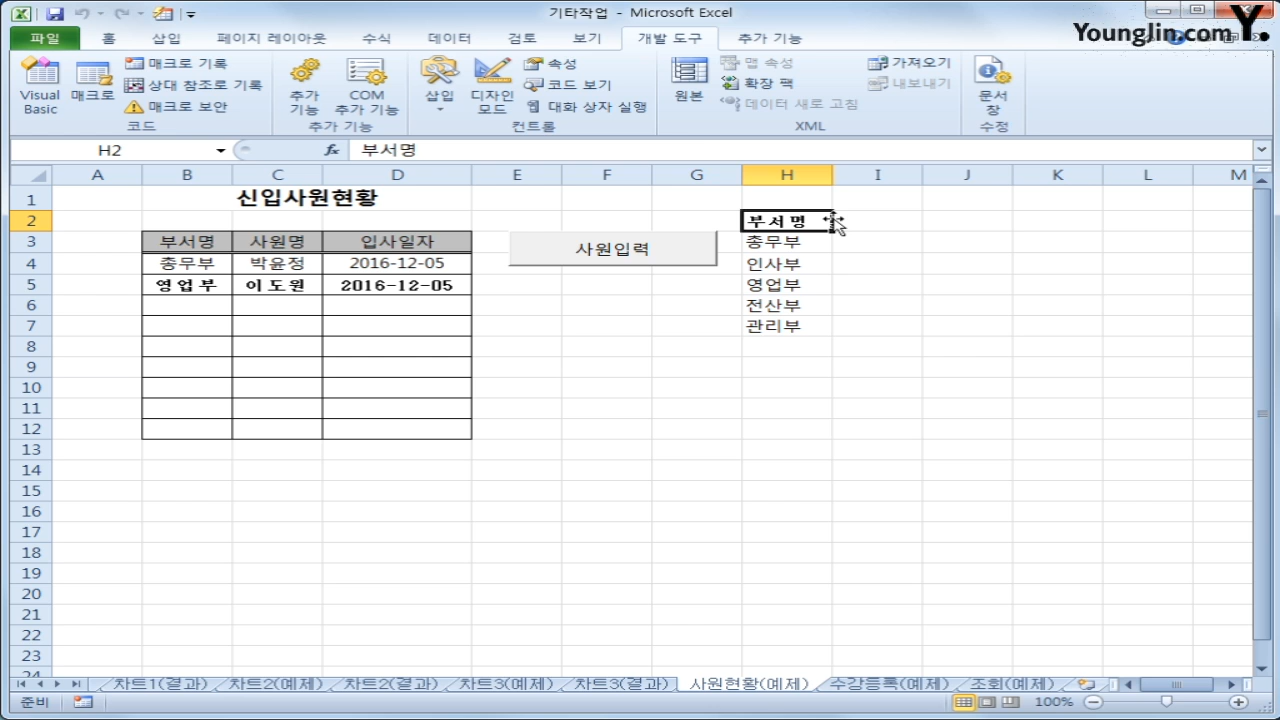 기타작업 - Microsoft Excel
Younglin.com Y.
파일 홈 삽입 페이지 레이아웃 수식 데이터 검토 보기 개발 도구 추가 기능
Visual Basic
매크로
매크로 기록
상대 참조로 기록
매크로 보안
코드
추가 기능
COM 추가 기능
추가 기능
삽입
디자인 모드
속성
코드 보기
대화 상자 실행
컨트롤
원본
맵 속성
확장 팩
데이터 새로 고침
가져오기
내보내기
XML
문서 창
수정
H2 fx 부서명
A B C D E F G H I J K L M
1 신입사원현황
2 부서명
3 부서명 사원명 입사일자 사원입력 총무부
4 총무부 박윤정 2016-12-05 인사부
5 영업부 이도원 2016-12-05 영업부
6 전산부
7 관리부
8
9
10
11
12
13
14
15
16
17
18
19
20
21
22
23
24
차트1(결과) 차트2(예제) 차트2(결과) 차트3(예제) 차트3(결과) 사원현황(예제) 수강등록(예제) 조회(예제)
준비 100%